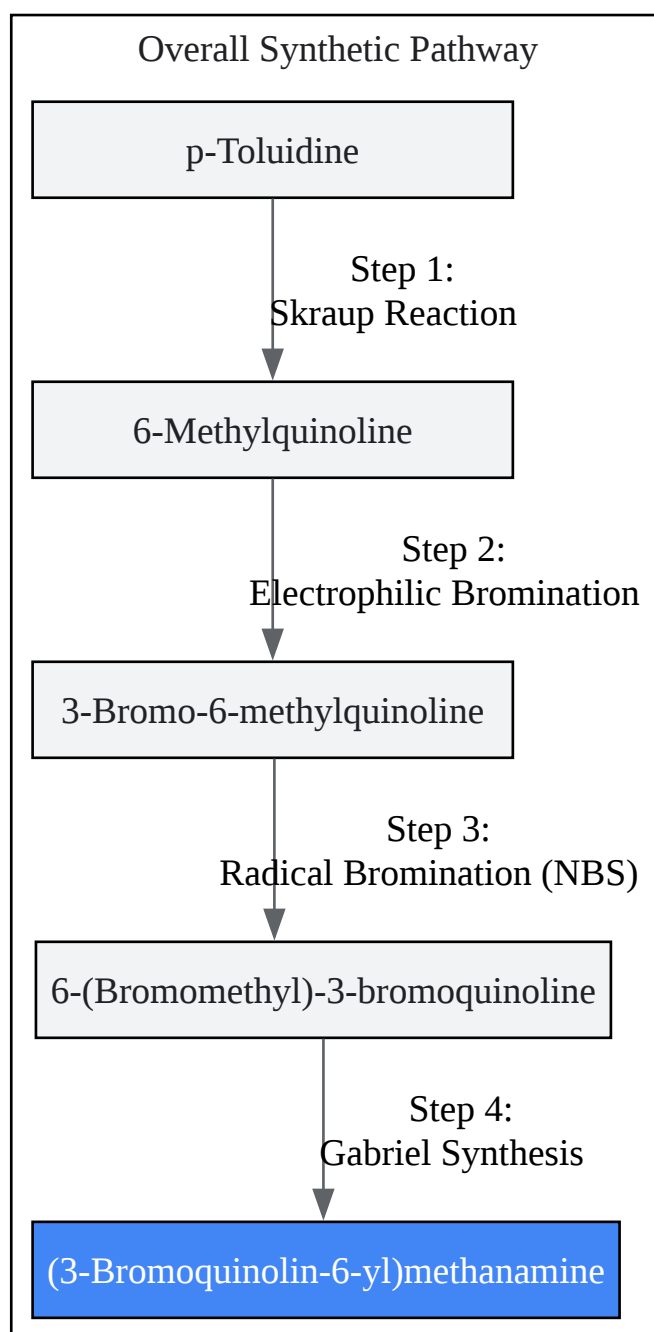 Overall Synthetic Pathway
p-Toluidine
Step 1:
Skraup Reaction
6-Methylquinoline
Step 2:
Electrophilic Bromination
3-Bromo-6-methylquinoline
Step 3:
Radical Bromination (NBS)
6-(Bromomethyl)-3-bromoquinoline
Step 4:
Gabriel Synthesis
(3-Bromoquinolin-6-yl)methanamine